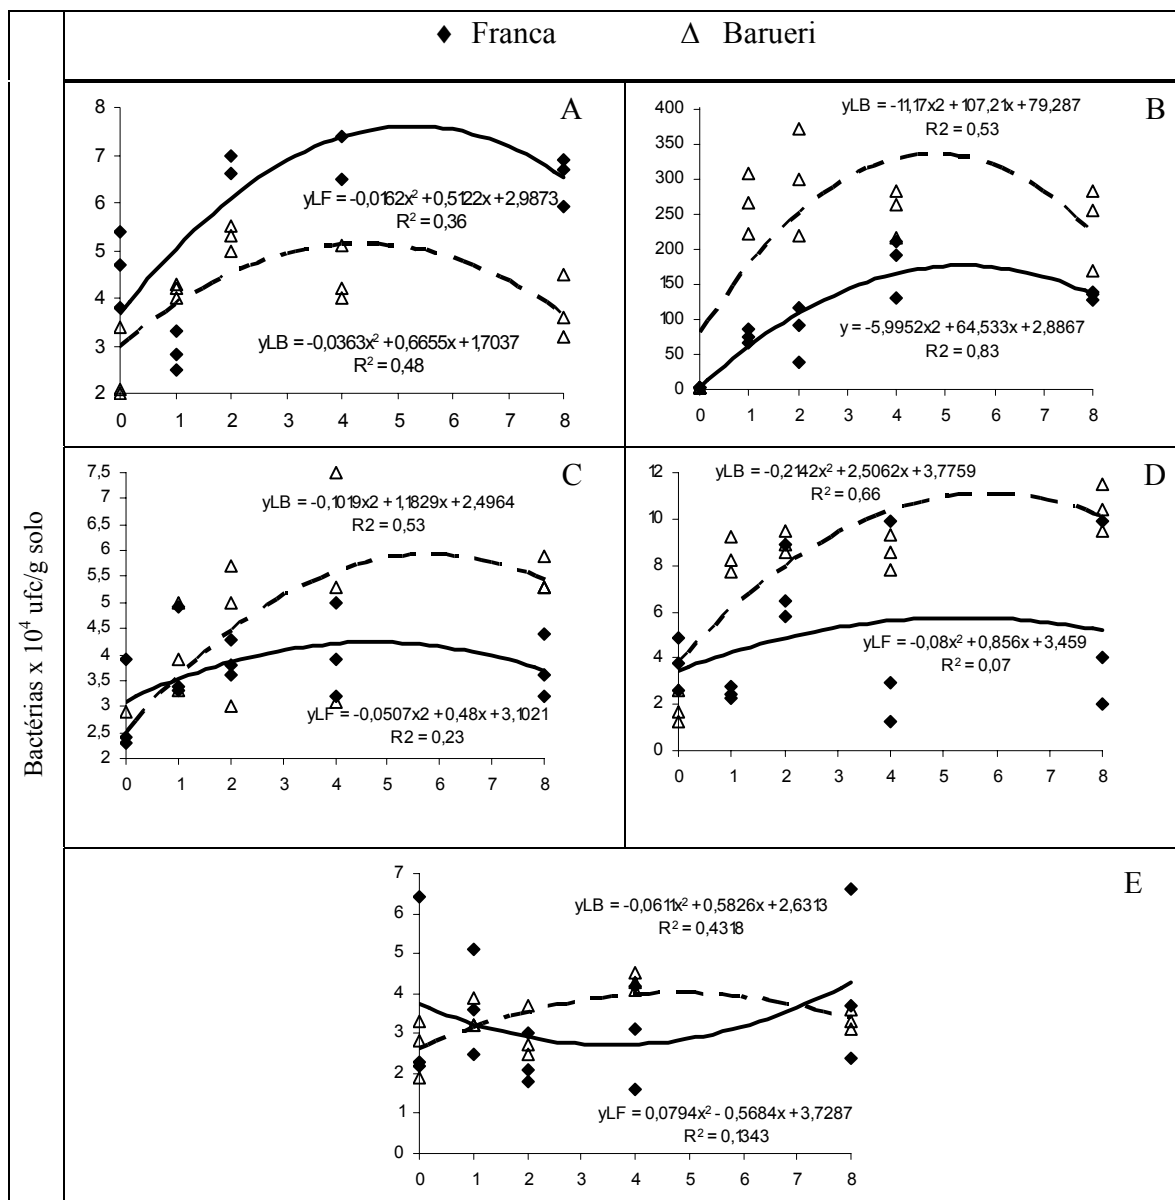 ♦ Franca Δ Barueri
Bactérias x 10⁴ ufc/g solo
A
8
7
6
5
4
3
2
0 1 2 3 4 5 6 7 8
yLF = -0,0162x² + 0,5122x + 2,9873
R² = 0,36
yLB = -0,0363x² + 0,6655x + 1,7037
R² = 0,48
B
400
350
300
250
200
150
100
50
0
0 1 2 3 4 5 6 7 8
yLB = -11,17x2 + 107,21x + 79,287
R2 = 0,53
y = -5,9952x2 + 64,533x + 2,8867
R2 = 0,83
C
7,5
7
6,5
6
5,5
5
4,5
4
3,5
3
2,5
2
0 1 2 3 4 5 6 7 8
yLB = -0,1019x2 + 1,1829x + 2,4964
R2 = 0,53
yLF = -0,0507x2 + 0,48x + 3,1021
R2 = 0,23
D
12
10
8
6
4
2
0
0 1 2 3 4 5 6 7 8
yLB = -0,2142x² + 2,5062x + 3,7759
R² = 0,66
yLF = -0,08x² + 0,856x + 3,459
R² = 0,07
E
7
6
5
4
3
2
1
0
0 1 2 3 4 5 6 7 8
yLB = -0,0611x² + 0,5826x + 2,6313
R² = 0,4318
yLF = 0,0794x² - 0,5684x + 3,7287
R² = 0,1343